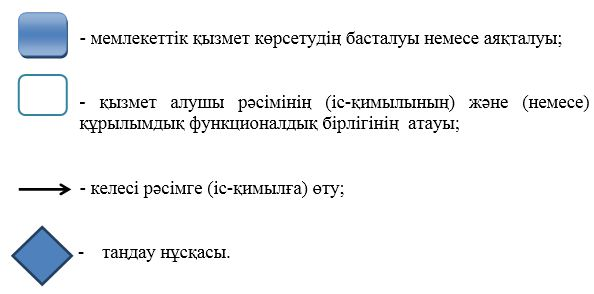 - мемлекеттік қызмет көрсетудің басталуы немесе аяқталуы;
- қызмет алушы рәсімінің (іс-қимылының) және (немесе)
құрылымдық функционалдық бірлігінің атауы;
- келесі рәсімге (іс-қимылға) өту;
- таңдау нұсқасы.